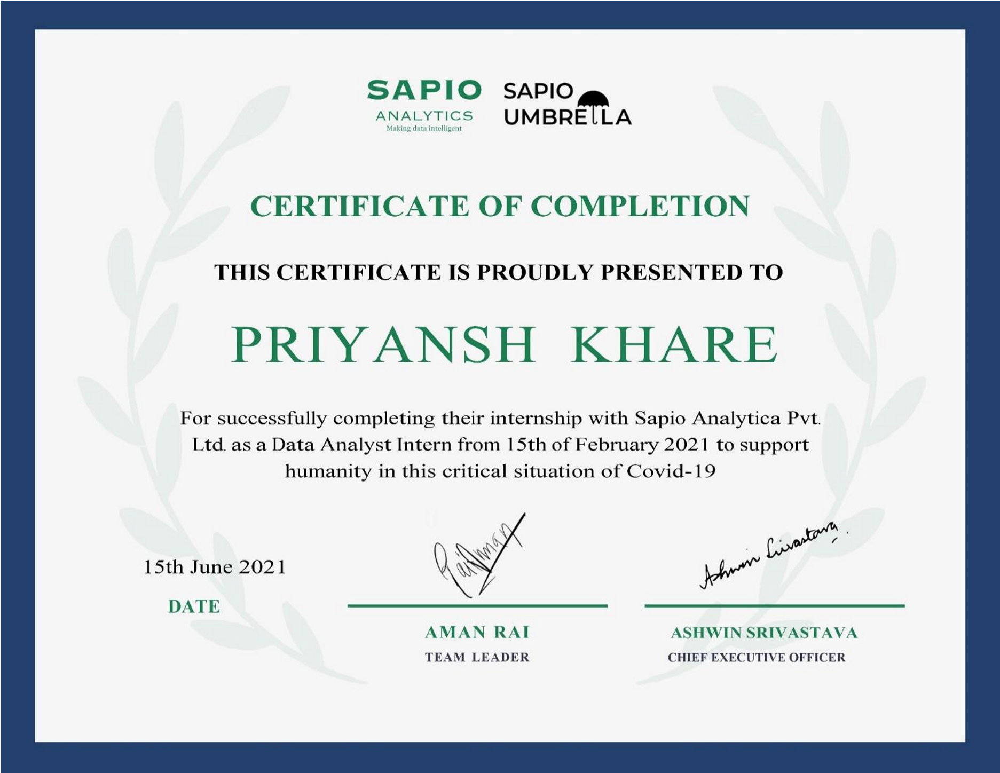 SAPIO
ANALYTICS
Making data intelligent
SAPIO
UMBRELLA
CERTIFICATE OF COMPLETION
THIS CERTIFICATE IS PROUDLY PRESENTED TO
PRIYANSH KHARE
For successfully completing their internship with Sapio Analytica Pvt.
Ltd. as a Data Analyst Intern from 15th of February 2021 to support
humanity in this critical situation of Covid-19
15th June 2021
DATE
RaiAman
AMAN RAI
TEAM LEADER
Ashwin Srivastava.
ASHWIN SRIVASTAVA
CHIEF EXECUTIVE OFFICER